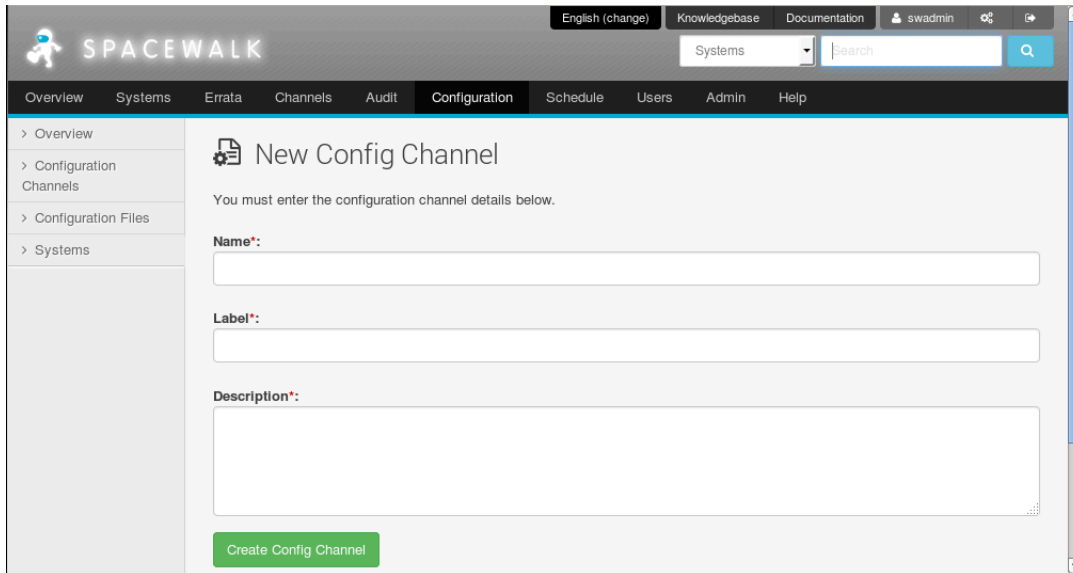 English (change) Knowledgebase Documentation swadmin
SPACEWALK
Systems Search
Overview Systems Errata Channels Audit Configuration Schedule Users Admin Help
> Overview
> Configuration
Channels
> Configuration Files
> Systems
New Config Channel
You must enter the configuration channel details below.
Name*:
Label*:
Description*:
Create Config Channel